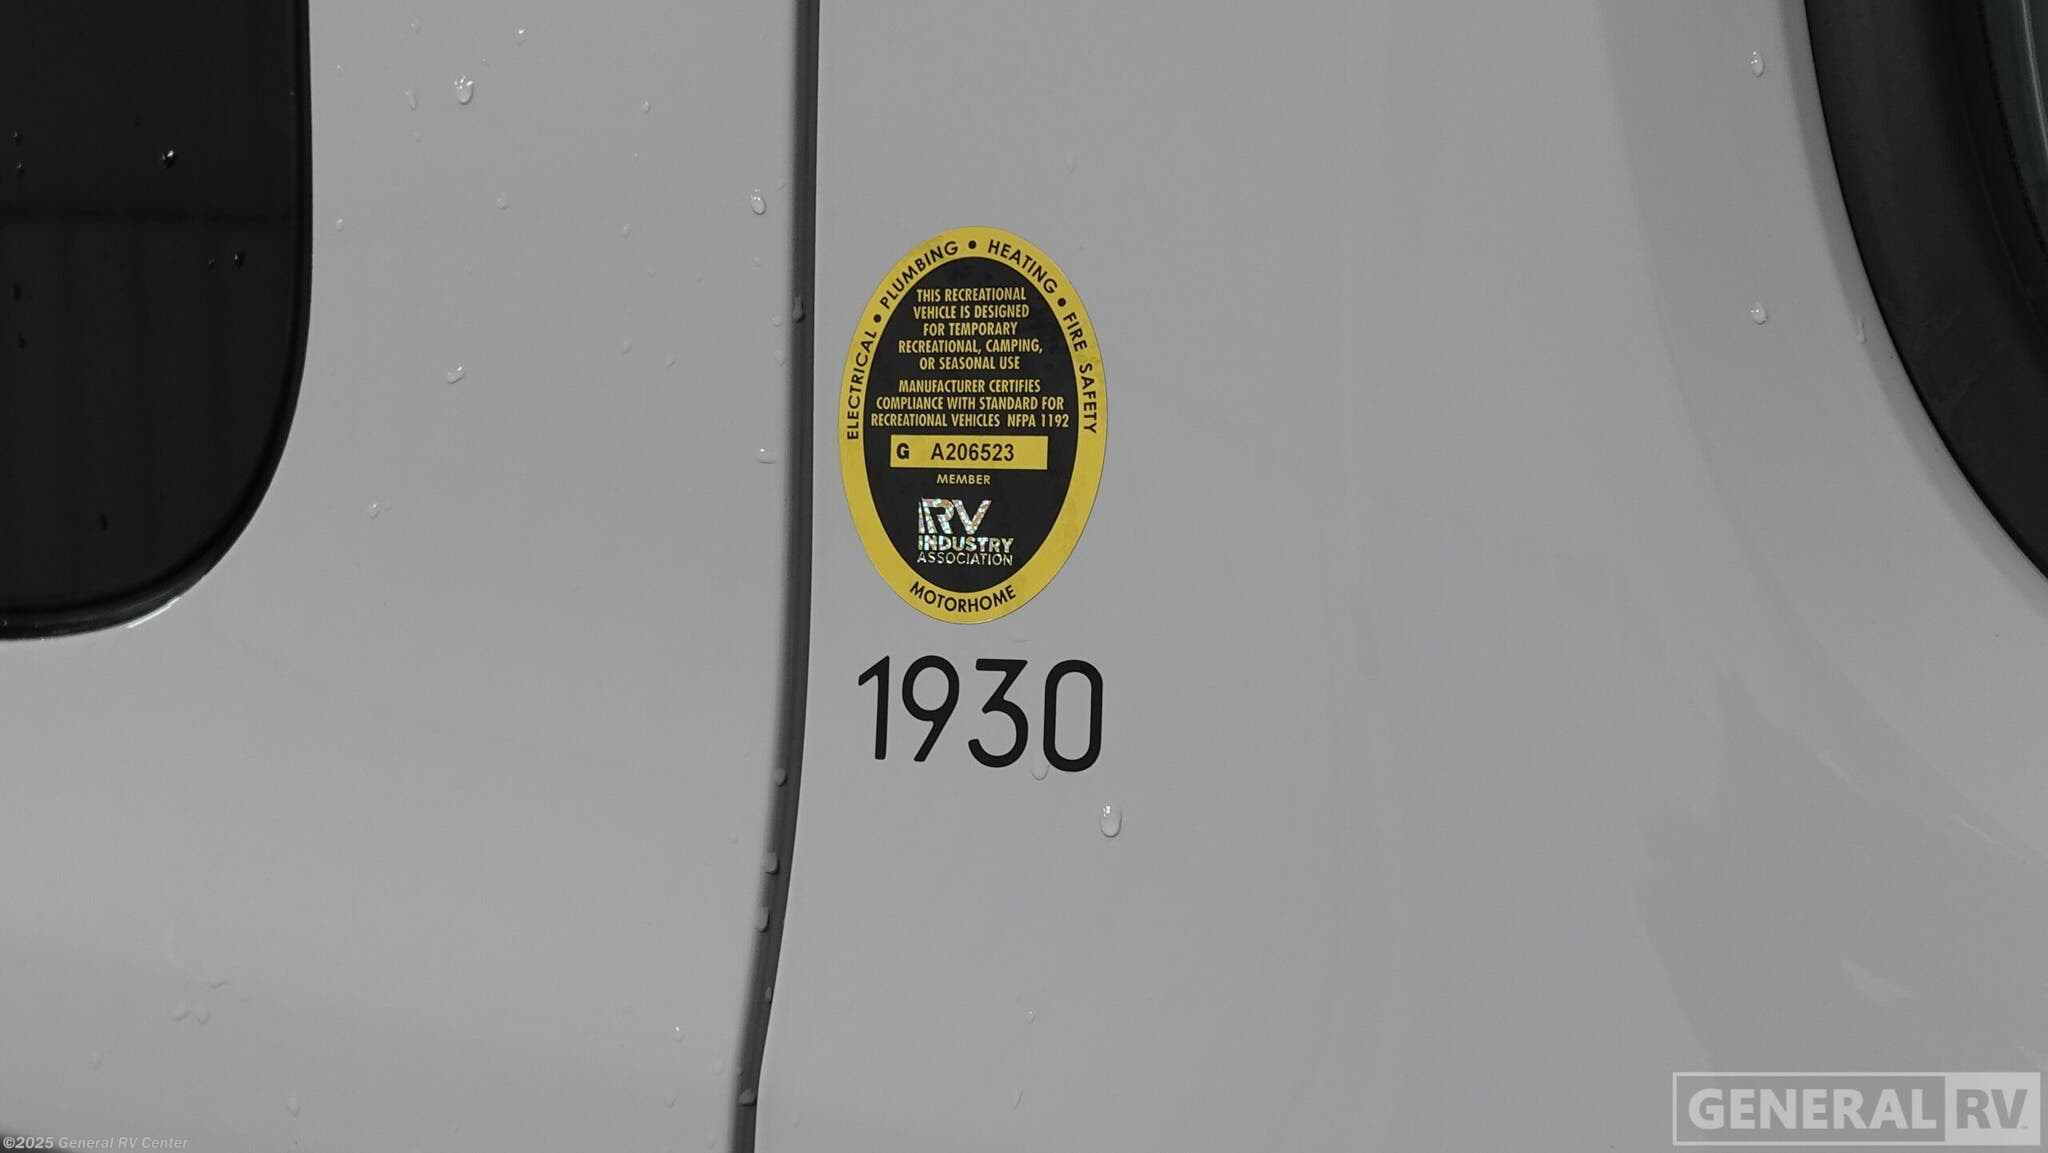 ELECTRICAL • PLUMBING • HEATING • FIRE SAFETY
THIS RECREATIONAL
VEHICLE IS DESIGNED
FOR TEMPORARY
RECREATIONAL, CAMPING,
OR SEASONAL USE
MANUFACTURER CERTIFIES
COMPLIANCE WITH STANDARD FOR
RECREATIONAL VEHICLES NFPA 1192
G A206523
MEMBER
RV
INDUSTRY
ASSOCIATION
MOTORHOME
1930
GENERAL RV
©2025 General RV Center